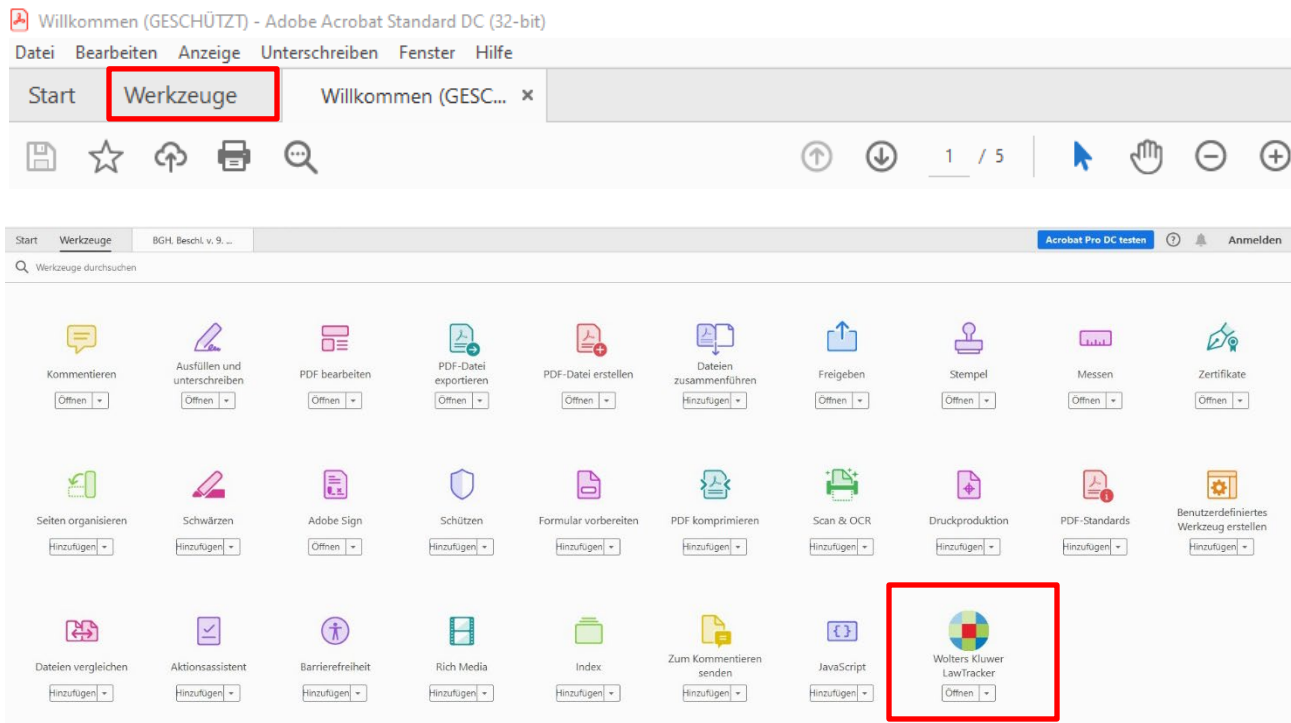 Willkommen (GESCHÜTZT) - Adobe Acrobat Standard DC (32-bit)
Datei Bearbeiten Anzeige Unterschreiben Fenster Hilfe
Start Werkzeuge Willkommen (GESC... ×
1 / 5
Start Werkzeuge BGH, Beschl. v. 9. ... Acrobat Pro DC testen ? Anmelden
Werkzeuge durchsuchen
Kommentieren
Öffnen
Ausfüllen und
unterschreiben
Öffnen
PDF bearbeiten
Öffnen
PDF-Datei
exportieren
Öffnen
PDF-Datei erstellen
Öffnen
Dateien
zusammenführen
Hinzufügen
Freigeben
Öffnen
Stempel
Öffnen
Messen
Öffnen
Zertifikate
Öffnen
Seiten organisieren
Hinzufügen
Schwärzen
Hinzufügen
Adobe Sign
Öffnen
Schützen
Hinzufügen
Formular vorbereiten
Hinzufügen
PDF komprimieren
Hinzufügen
Scan & OCR
Hinzufügen
Druckproduktion
Hinzufügen
PDF-Standards
Hinzufügen
Benutzerdefiniertes
Werkzeug erstellen
Hinzufügen
Dateien vergleichen
Hinzufügen
Aktionsassistent
Hinzufügen
Barrierefreiheit
Hinzufügen
Rich Media
Hinzufügen
Index
Hinzufügen
Zum Kommentieren
senden
Hinzufügen
JavaScript
Hinzufügen
Wolters Kluwer
LawTracker
Öffnen